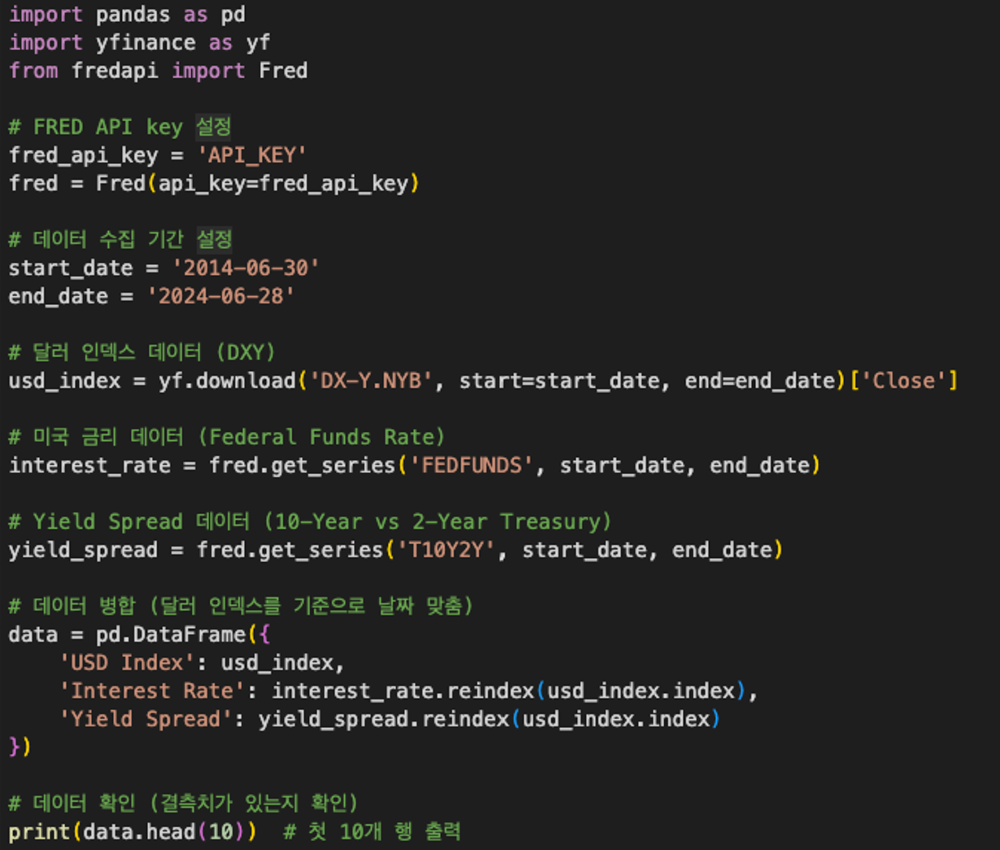 import pandas as pd
import yfinance as yf
from fredapi import Fred
# FRED API key 설정
fred_api_key = 'API_KEY'
fred = Fred(api_key=fred_api_key)
# 데이터 수집 기간 설정
start_date = '2014-06-30'
end_date = '2024-06-28'
# 달러 인덱스 데이터 (DXY)
usd_index = yf.download('DX-Y.NYB', start=start_date, end=end_date)['Close']
# 미국 금리 데이터 (Federal Funds Rate)
interest_rate = fred.get_series('FEDFUNDS', start_date, end_date)
# Yield Spread 데이터 (10-Year vs 2-Year Treasury)
yield_spread = fred.get_series('T10Y2Y', start_date, end_date)
# 데이터 병합 (달러 인덱스를 기준으로 날짜 맞춤)
data = pd.DataFrame({
    'USD Index': usd_index,
    'Interest Rate': interest_rate.reindex(usd_index.index),
    'Yield Spread': yield_spread.reindex(usd_index.index)
})
# 데이터 확인 (결측치가 있는지 확인)
print(data.head(10))  # 첫 10개 행 출력